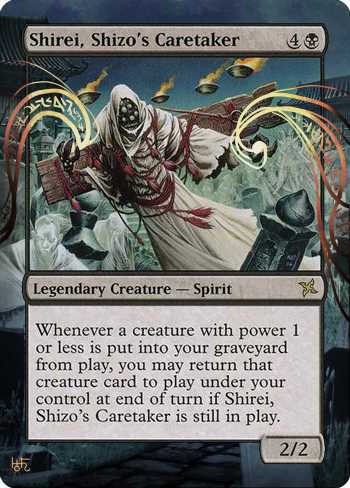 Shirei, Shizo's Caretaker 4
Legendary Creature — Spirit
Whenever a creature with power 1
or less is put into your graveyard
from play, you may return that
creature card to play under your
control at end of turn if Shirei,
Shizo's Caretaker is still in play.
2/2